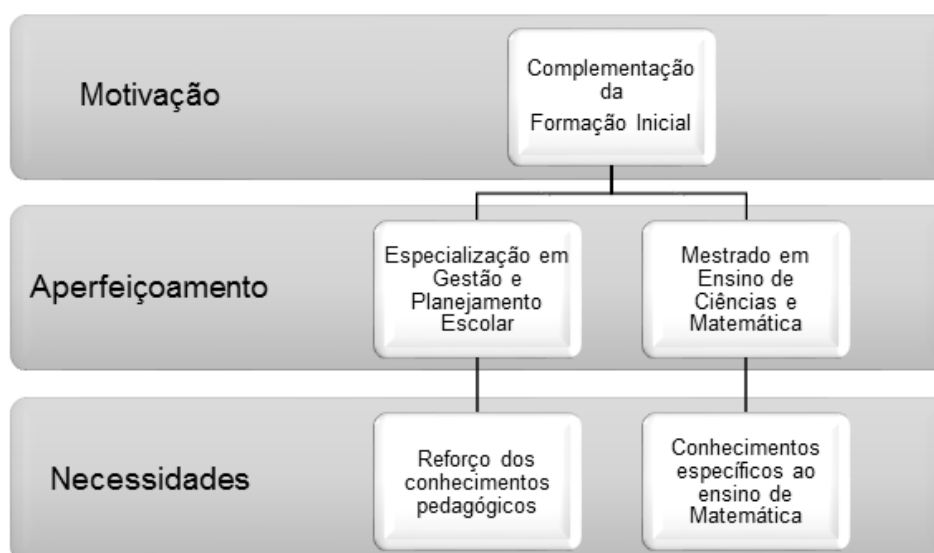 Motivação
Complementação
da
Formação Inicial
Aperfeiçoamento
Especialização em
Gestão e
Planejamento
Escolar
Mestrado em
Ensino de
Ciências e
Matemática
Necessidades
Reforço dos
conhecimentos
pedagógicos
Conhecimentos
específicos ao
ensino de
Matemática